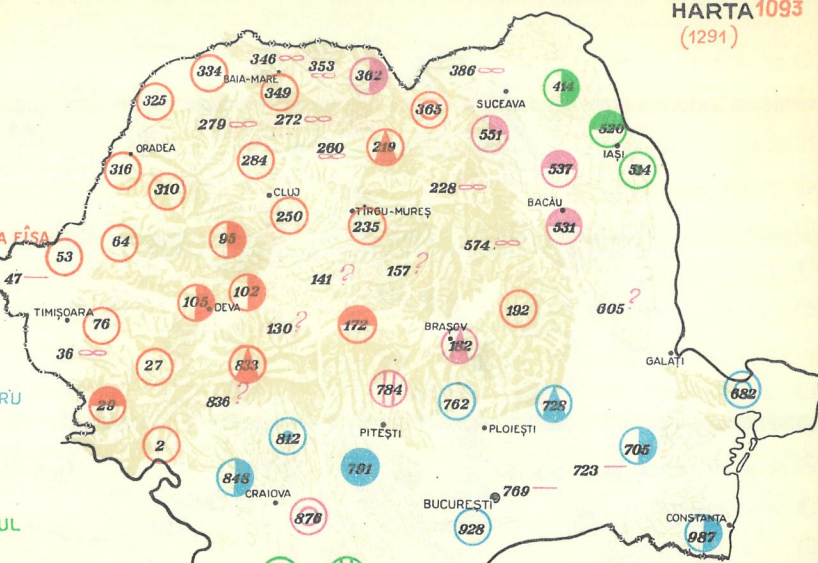 HARTA 1093
(1291)
346
353
362
386
334
BAIA-MARE
349
325
365
SUCEAVA
414
279
272
551
520
ORADEA
260
219
IAȘI
316
284
537
514
310
228
CLUJ
250
TÎRGU-MUREȘ
235
BACĂU
531
A FÎȘA
64
95
574
53
47
141
157
105
102
DEVA
192
605
TIMIȘOARA
76
130
172
BRAȘOV
182
36
GALAȚI
27
833
784
762
728
682
RU
29
836
PITEȘTI
PLOIEȘTI
2
812
705
848
791
723
CRAIOVA
769
BUCUREȘTI
876
928
CONSTANȚA
987
UL